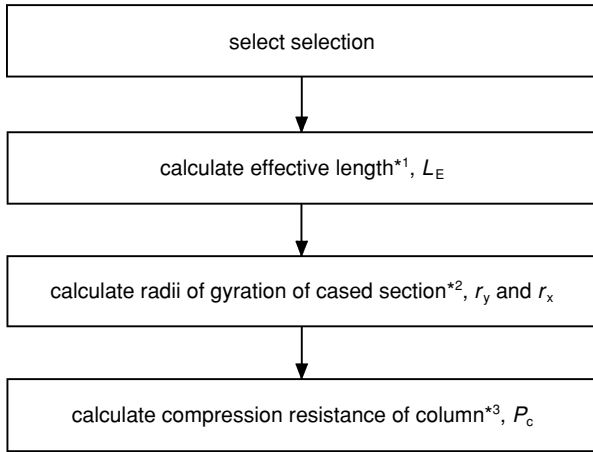 select selection
calculate effective length*1, LE
calculate radii of gyration of cased section*2, ry and rx
calculate compression resistance of column*3, Pc